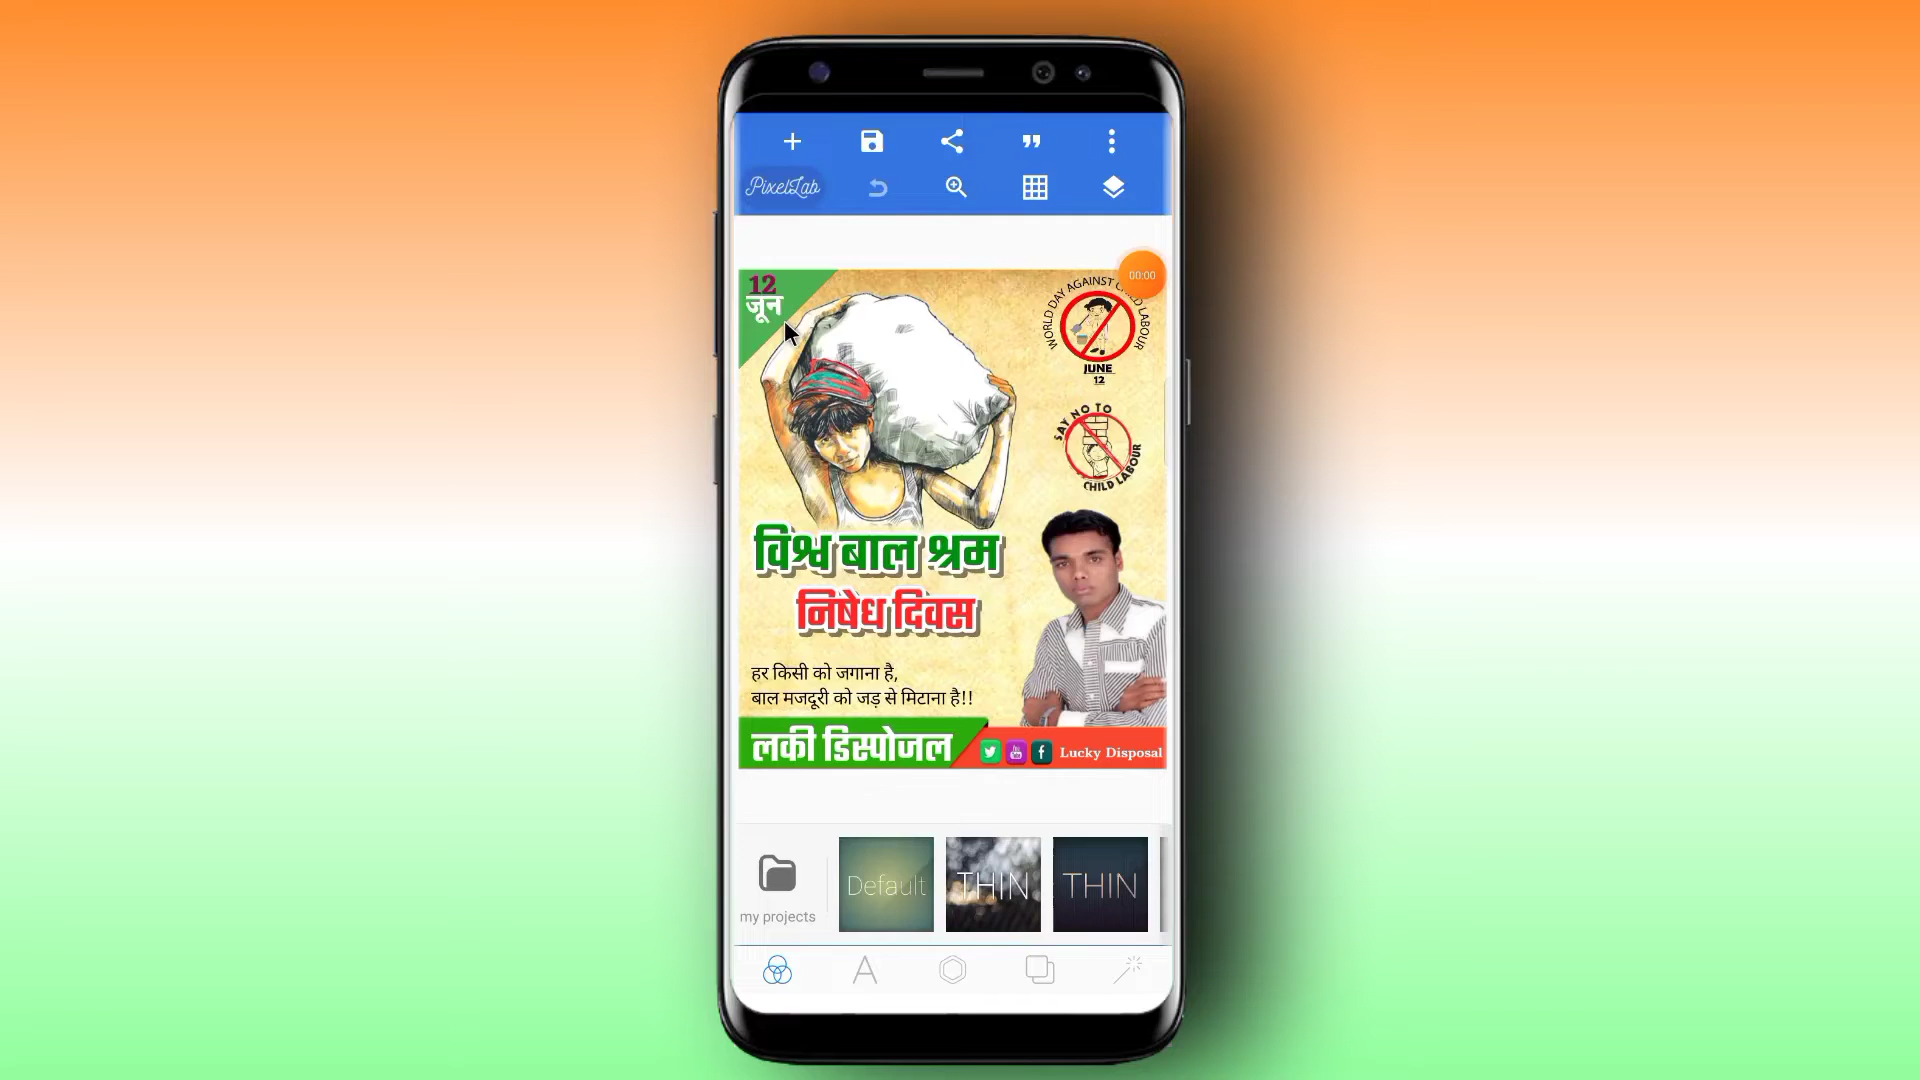 PixelLab
00:00
12
जून
WORLD DAY AGAINST CHILD LABOUR
JUNE
12
SAY NO TO
CHILD LABOUR
विश्व बाल श्रम
निषेध दिवस
हर किसी को जगाना है,
बाल मजदूरी को जड़ से मिटाना है!!
लकी डिस्पोजल
Lucky Disposal
my projects
Default
THIN
THIN